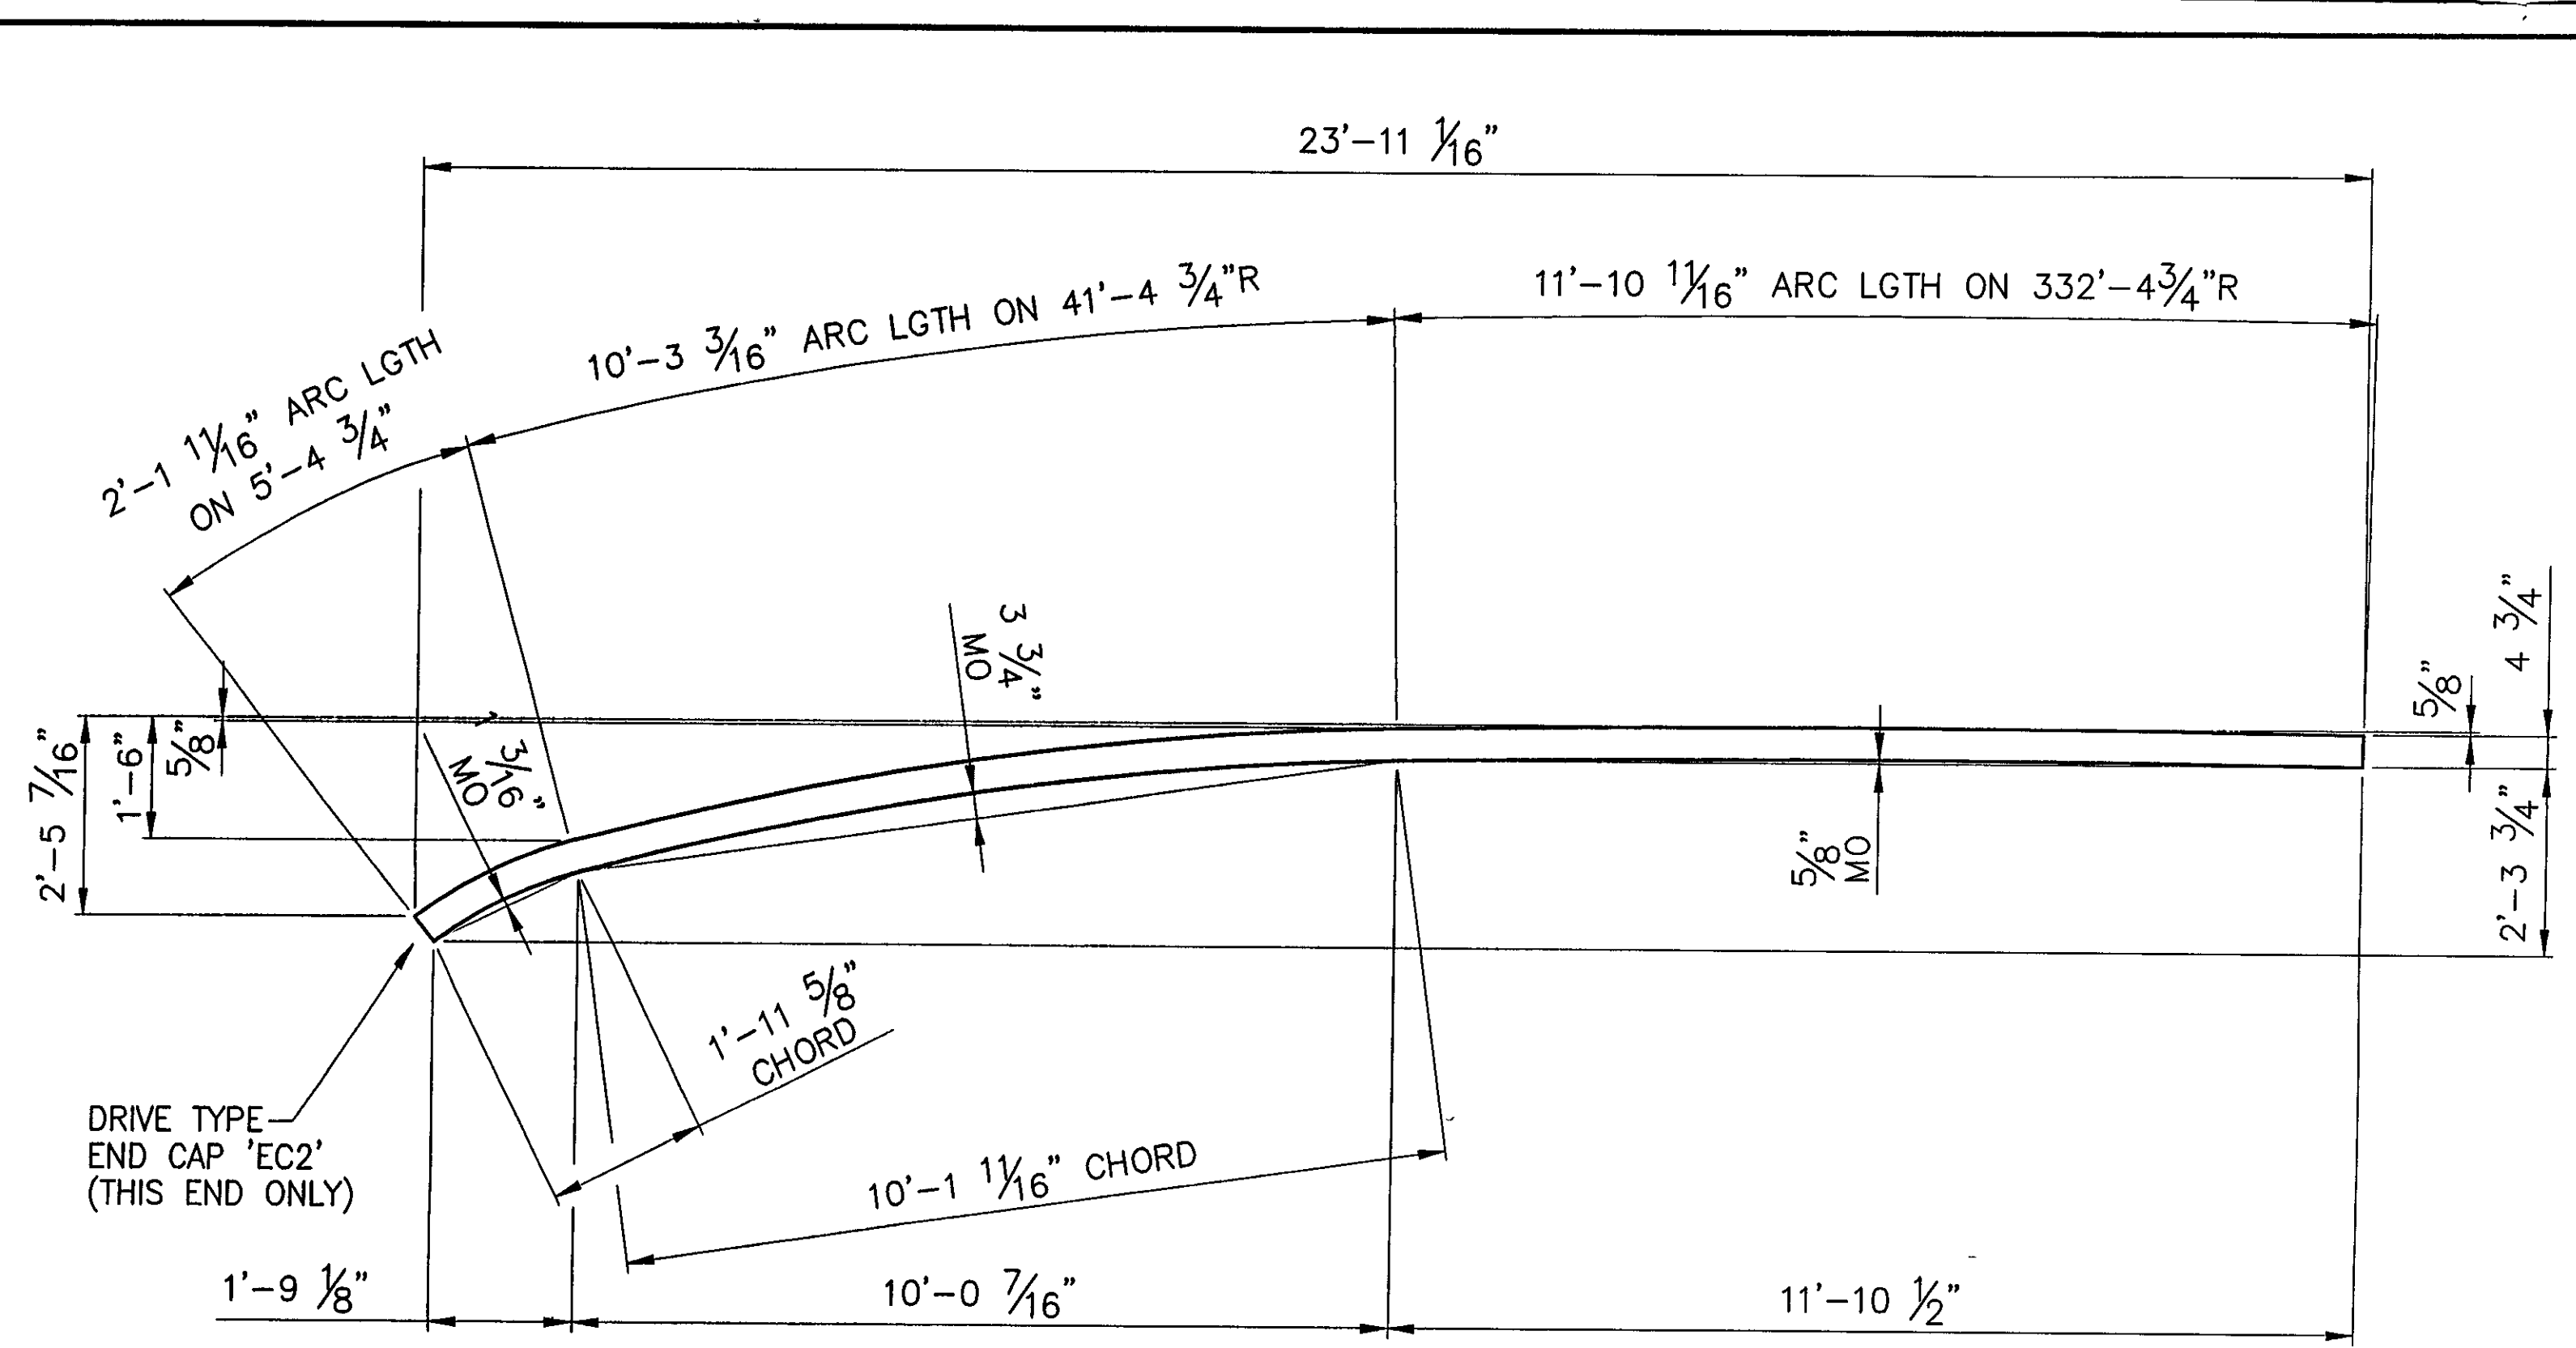 23'-11 1/16"
11'-10 11/16" ARC LGTH ON 332'-4 3/4"R
10'-3 3/16" ARC LGTH ON 41'-4 3/4"R
2'-1 11/16" ARC LGTH
ON 5'-4 3/4"
3 3/4"
MO
3/16"
MO
2'-5 7/16"
1'-6"
5/8"
5/8"
4 3/4"
5/8"
MO
2'-3 3/4"
1'-11 5/8"
CHORD
DRIVE TYPE
END CAP 'EC2'
(THIS END ONLY)
10'-1 11/16" CHORD
1'-9 1/8"
10'-0 7/16"
11'-10 1/2"